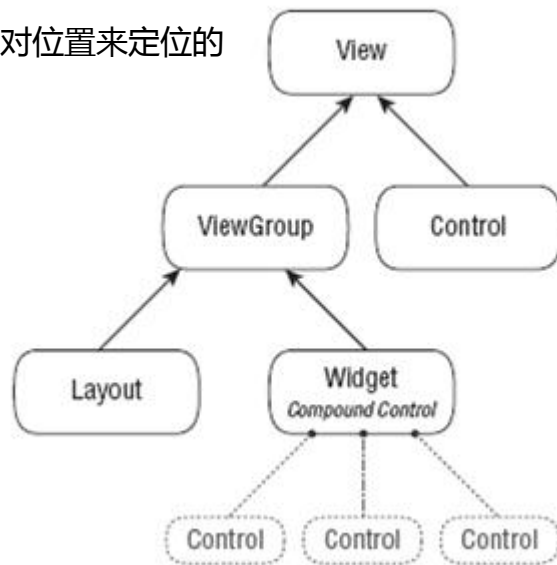 对位置来定位的
View
ViewGroup
Control
Layout
Widget
Compound Control
Control
Control
Control